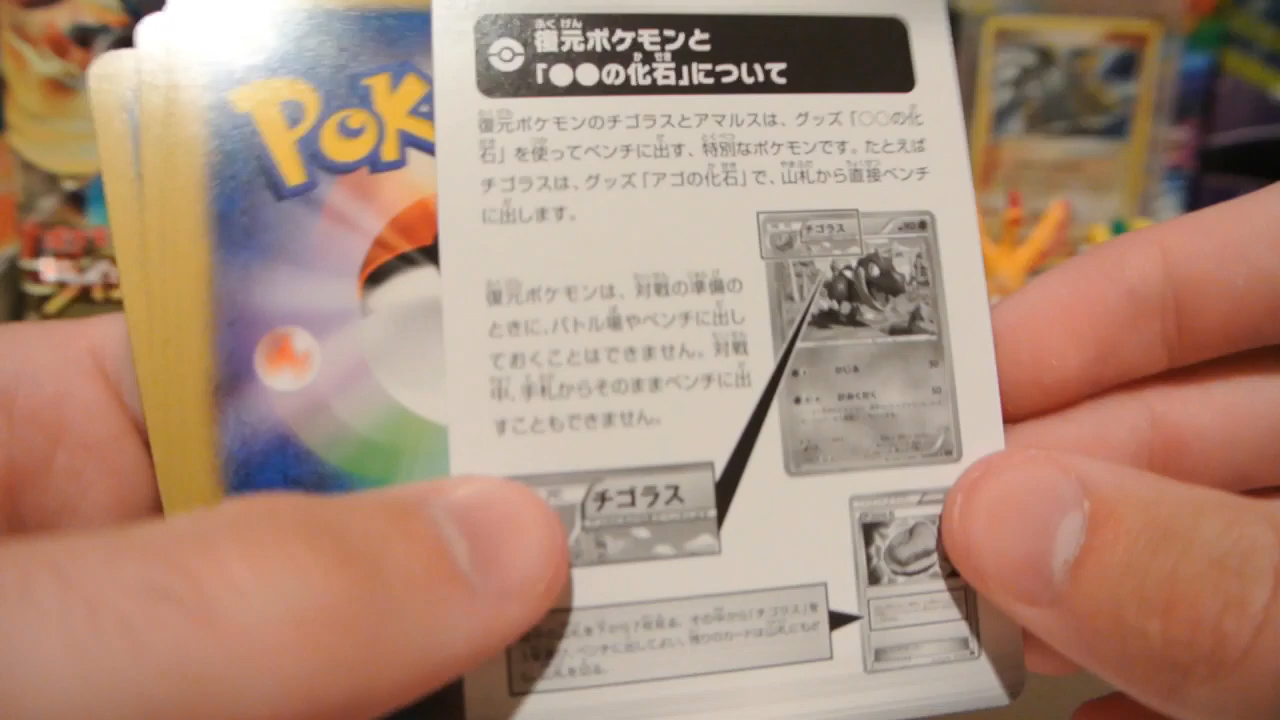 POK
復元ポケモンと
「●●の化石」について
復元ポケモンのチゴラスとアマルスは、グッズ「○○の化
石」を使ってベンチに出す、特別なポケモンです。たとえば
チゴラスは、グッズ「アゴの化石」で、山札から直接ベンチ
に出します。
チゴラス
復元ポケモンは、対戦の準備の
ときに、バトル場やベンチに出し
ておくことはできません。対戦
中、手札からそのままベンチに出
すこともできません。
50
50
チゴラス